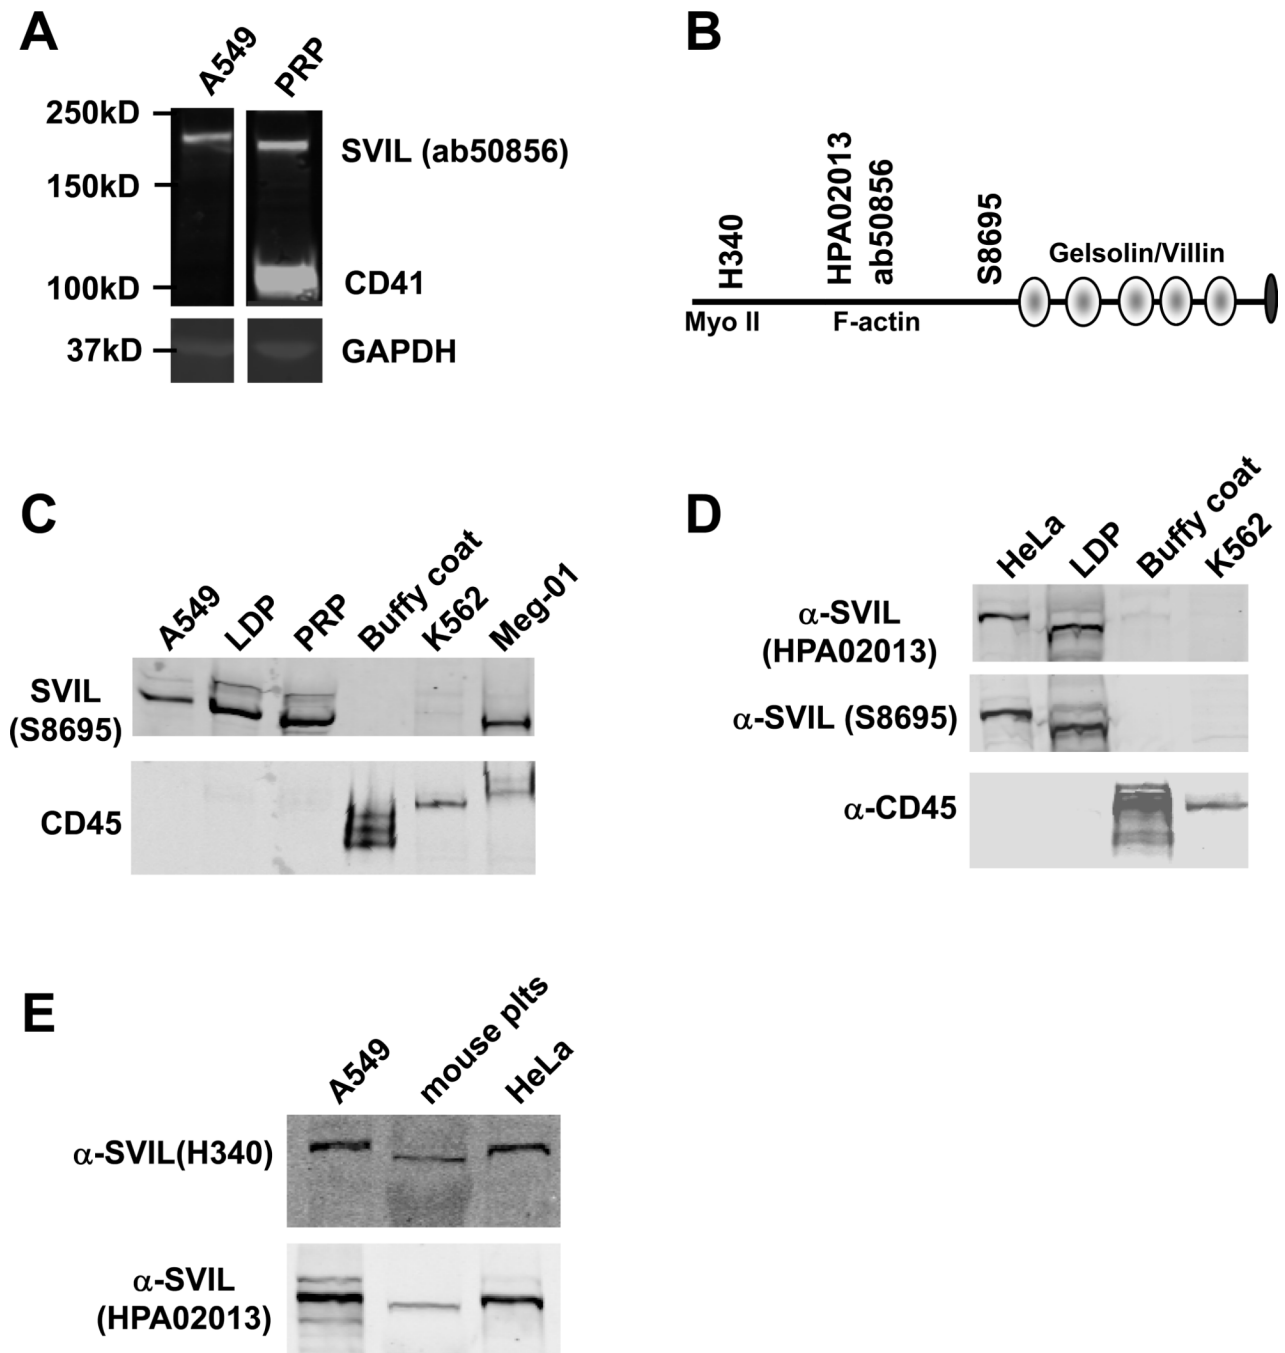 A
A549
PRP
250kD
150kD
100kD
37kD
SVIL (ab50856)
CD41
GAPDH
B
H340
HPA02013
ab50856
S8695
Gelsolin/Villin
Myo II
F-actin
C
A549
LDP
PRP
Buffy coat
K562
Meg-01
SVIL
(S8695)
CD45
D
HeLa
LDP
Buffy coat
K562
α-SVIL
(HPA02013)
α-SVIL (S8695)
α-CD45
E
A549
mouse plts
HeLa
α-SVIL(H340)
α-SVIL
(HPA02013)